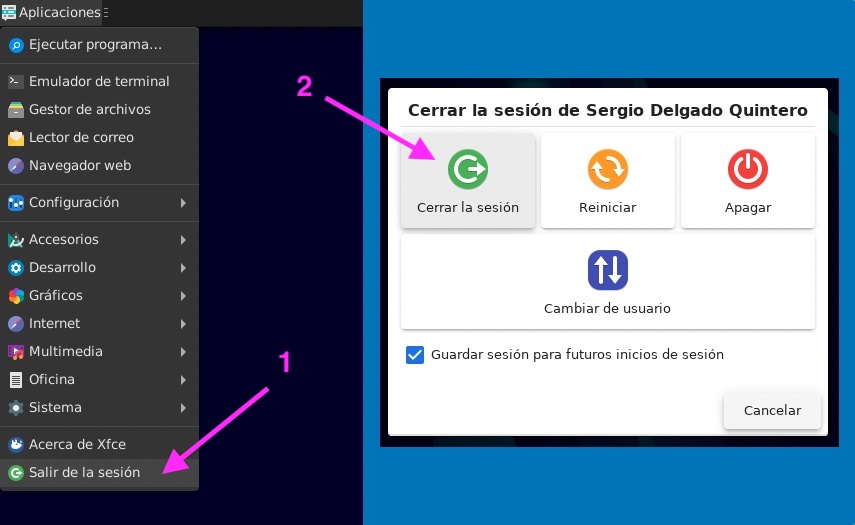 Aplicaciones
Ejecutar programa...
Emulador de terminal
Gestor de archivos
Lector de correo
Navegador web
Configuración
Accesorios
Desarrollo
Gráficos
Internet
Multimedia
Oficina
Sistema
Acerca de Xfce
Salir de la sesión
1
2
Cerrar la sesión de Sergio Delgado Quintero
Cerrar la sesión
Reiniciar
Apagar
Cambiar de usuario
Guardar sesión para futuros inicios de sesión
Cancelar